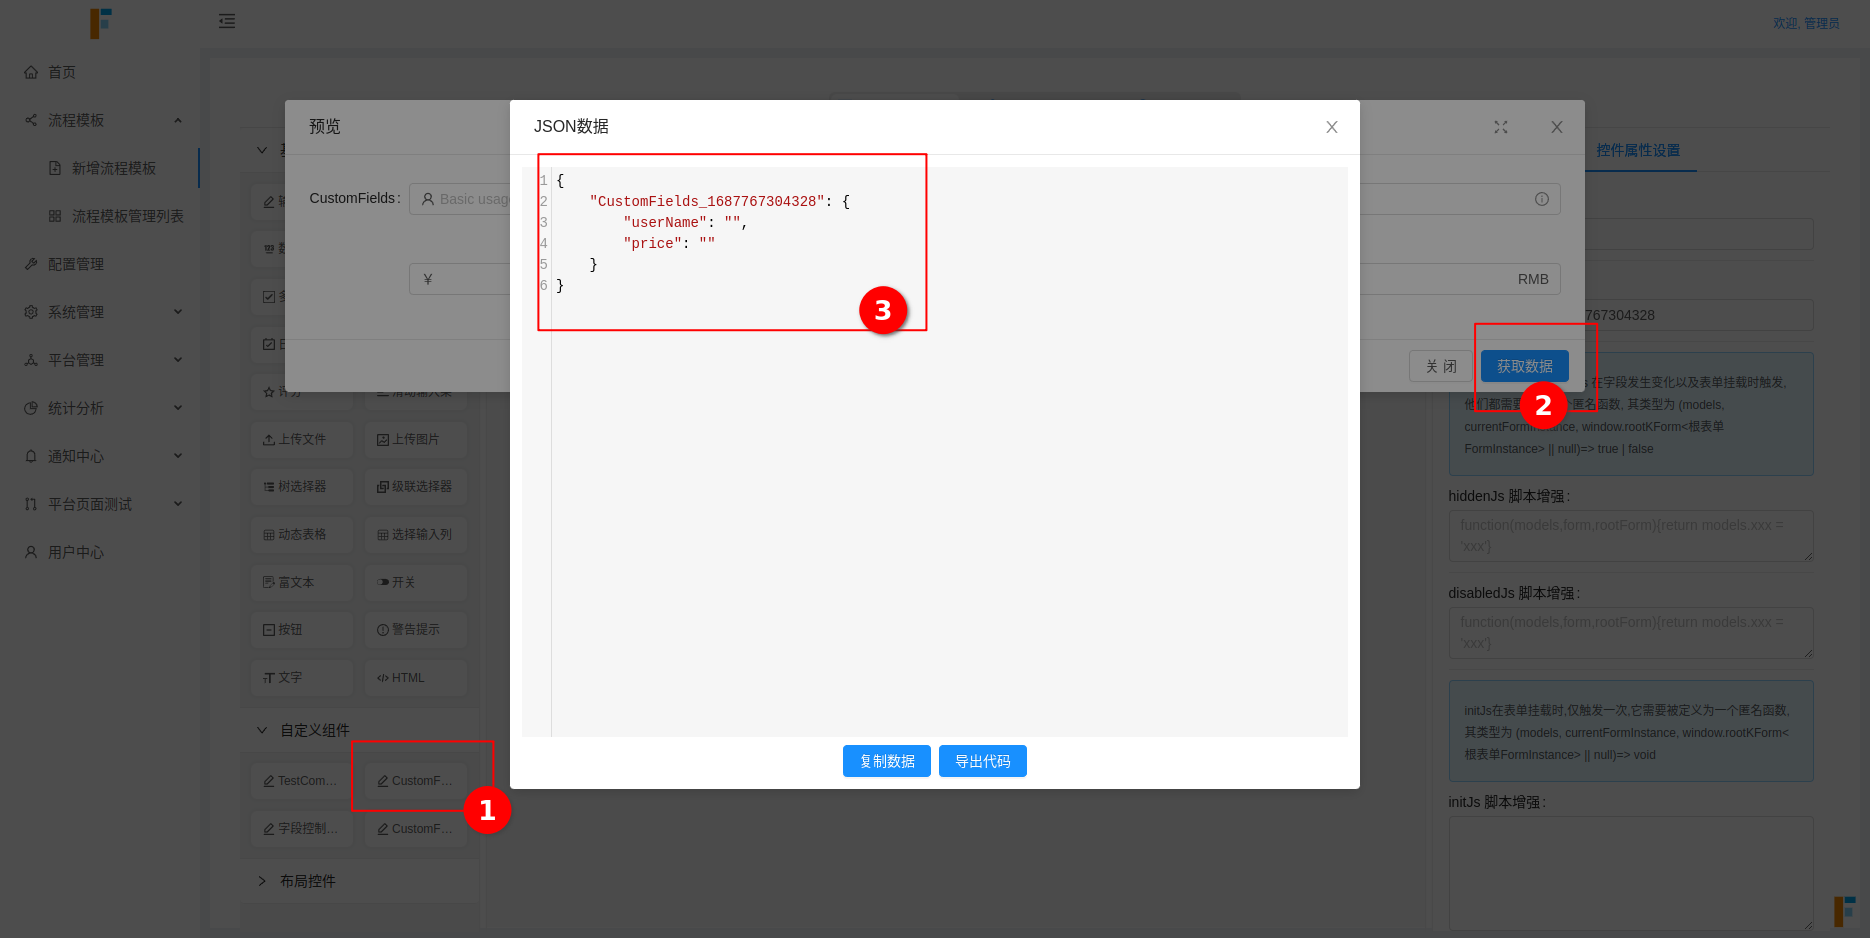 欢迎, 管理员
首页
流程模板
新增流程模板
流程模板管理列表
配置管理
系统管理
平台管理
统计分析
通知中心
平台页面测试
用户中心
上传文件
上传图片
树选择器
级联选择器
动态表格
选择输入列
富文本
开关
按钮
警告提示
文字
HTML
自定义组件
TestCom...
CustomF...
字段控制...
CustomF...
布局控件
1
预览
CustomFields:
Basic usag
¥
RMB
关 闭
获取数据
2
JSON数据
1 {
2 "CustomFields_1687767304328": {
3 "userName": "",
4 "price": ""
5 }
6 }
3
复制数据
导出代码
控件属性设置
767304328
在字段发生变化以及表单挂载时触发,
他们都需要
个匿名函数, 其类型为 (models,
currentFormInstance, window.rootKForm<根表单
FormInstance> || null)=> true | false
hiddenJs 脚本增强:
function(models,form,rootForm){return models.xxx =
'xxx'}
disabledJs 脚本增强:
function(models,form,rootForm){return models.xxx =
'xxx'}
initJs在表单挂载时,仅触发一次,它需要被定义为一个匿名函数,
其类型为 (models, currentFormInstance, window.rootKForm<
根表单FormInstance> || null)=> void
initJs 脚本增强: